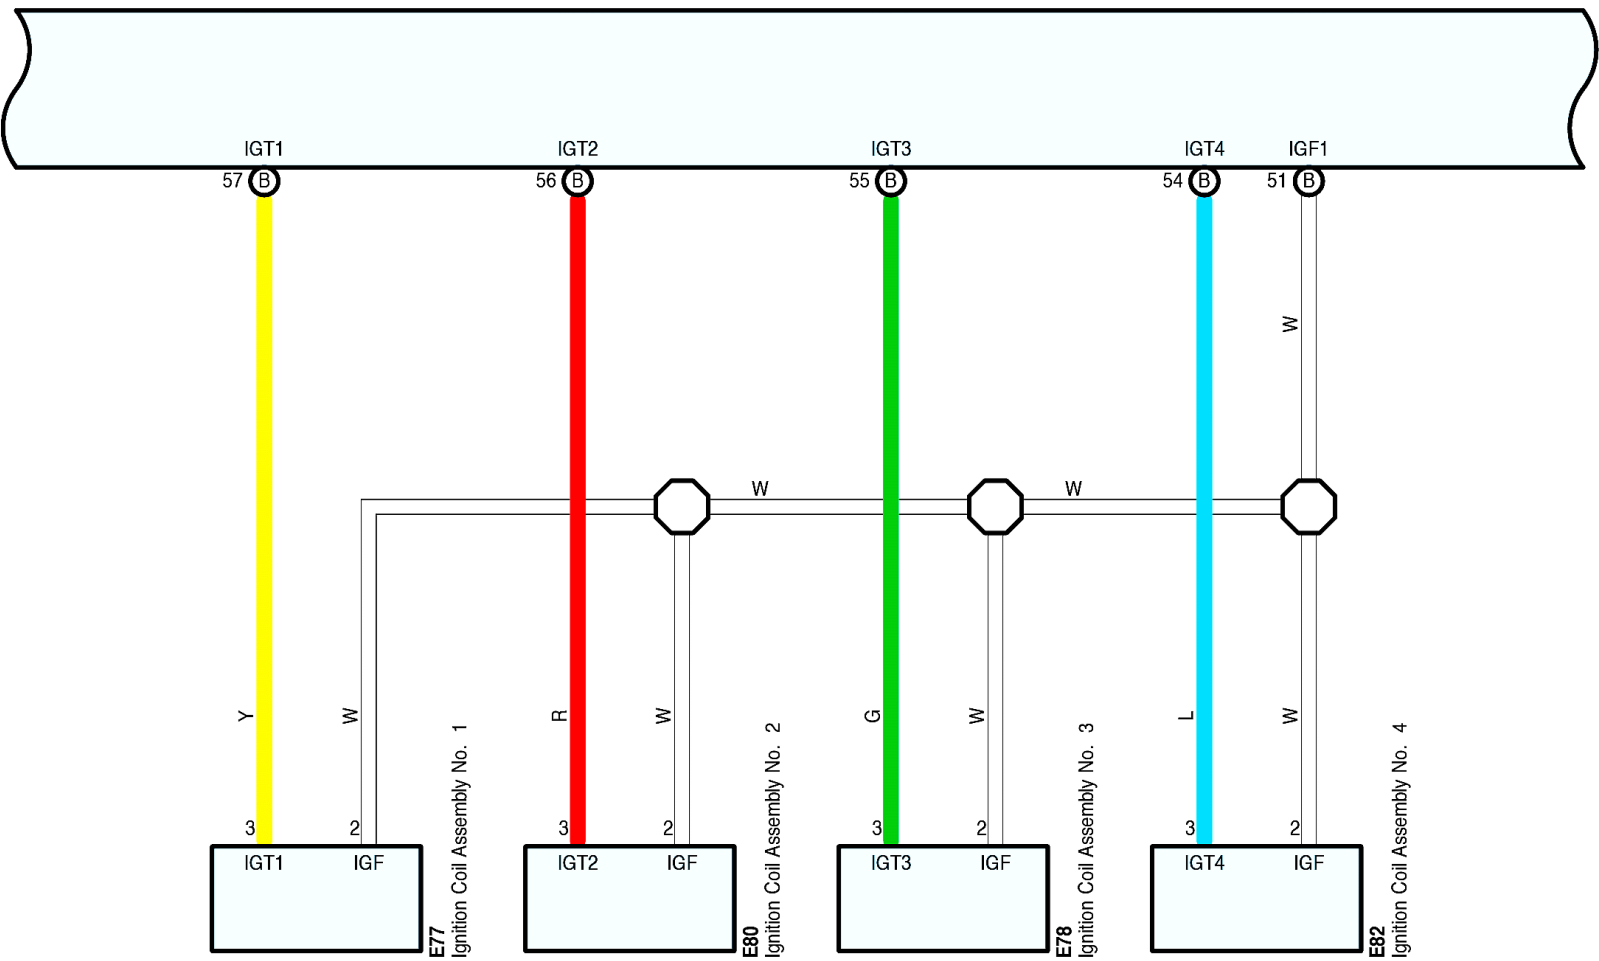 IGT1 IGT2 IGT3 IGT4 IGF1
57 B 56 B 55 B 54 B 51 B
W
W W
Y W R W G W L W
3 2 3 2 3 2 3 2
IGT1 IGF IGT2 IGF IGT3 IGF IGT4 IGF
E77
Ignition Coil Assembly No. 1
E80
Ignition Coil Assembly No. 2
E78
Ignition Coil Assembly No. 3
E82
Ignition Coil Assembly No. 4